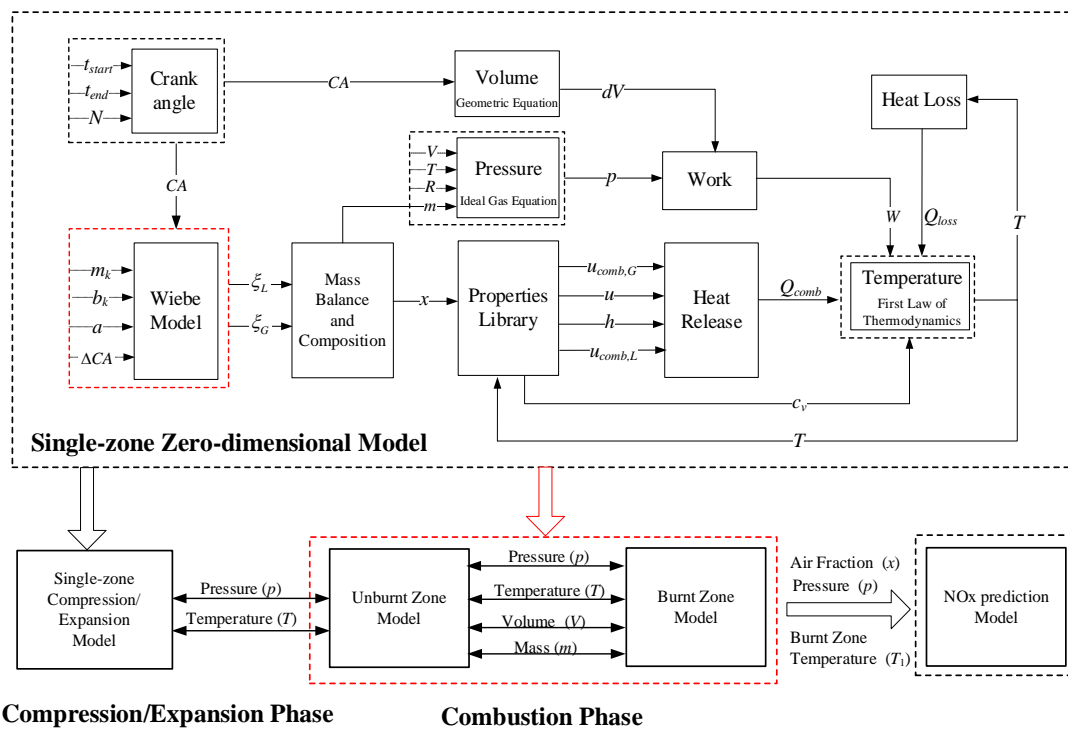 t_start
t_end
N
Crank
angle
CA
Volume
Geometric Equation
dV
Heat Loss
CA
V
T
R
m
Pressure
Ideal Gas Equation
p
Work
W
Q_loss
T
m_k
b_k
a
ΔCA
Wiebe
Model
ξ_L
ξ_G
Mass
Balance
and
Composition
x
Properties
Library
u_comb,G
u
h
u_comb,L
Heat
Release
Q_comb
Temperature
First Law of
Thermodynamics
c_v
T
Single-zone Zero-dimensional Model
Single-zone
Compression/
Expansion
Model
Pressure (p)
Temperature (T)
Unburnt Zone
Model
Pressure (p)
Temperature (T)
Volume (V)
Mass (m)
Burnt Zone
Model
Air Fraction (x)
Pressure (p)
Burnt Zone
Temperature (T₁)
NOx prediction
Model
Compression/Expansion Phase
Combustion Phase